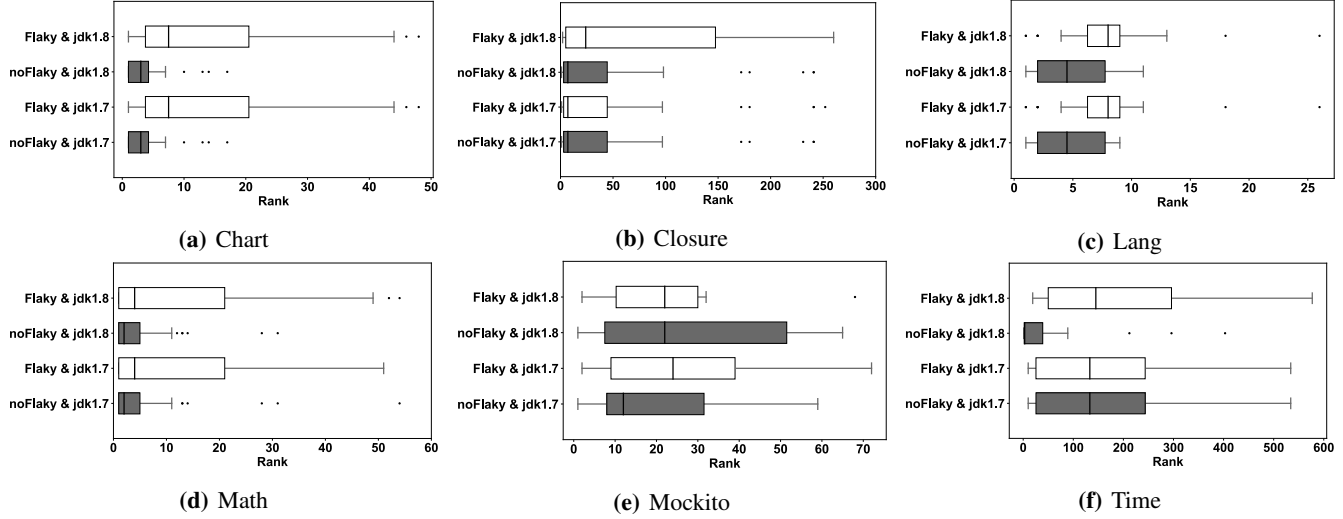 Flaky & jdk1.8
noFlaky & jdk1.8
Flaky & jdk1.7
noFlaky & jdk1.7
0 10 20 30 40 50
Rank
(a) Chart
Flaky & jdk1.8
noFlaky & jdk1.8
Flaky & jdk1.7
noFlaky & jdk1.7
0 50 100 150 200 250 300
Rank
(b) Closure
Flaky & jdk1.8
noFlaky & jdk1.8
Flaky & jdk1.7
noFlaky & jdk1.7
0 5 10 15 20 25
Rank
(c) Lang
Flaky & jdk1.8
noFlaky & jdk1.8
Flaky & jdk1.7
noFlaky & jdk1.7
0 10 20 30 40 50 60
Rank
(d) Math
Flaky & jdk1.8
noFlaky & jdk1.8
Flaky & jdk1.7
noFlaky & jdk1.7
0 10 20 30 40 50 60 70
Rank
(e) Mockito
Flaky & jdk1.8
noFlaky & jdk1.8
Flaky & jdk1.7
noFlaky & jdk1.7
0 100 200 300 400 500 600
Rank
(f) Time